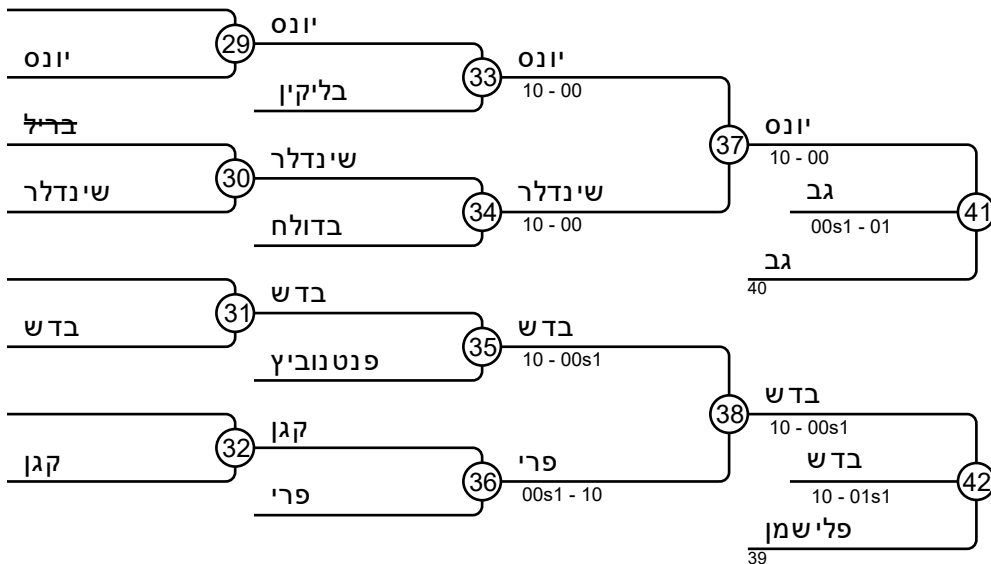 יונס
29
יונס
יונס
בליקין
33
10 - 00
בריל
30
שינדלר
שינדלר
בדולח
34
שינדלר
10 - 00
37
יונס
10 - 00
גב
00s1 - 01
41
גב
40
בדש
31
בדש
פנטנוביץ
35
בדש
10 - 00s1
קגן
32
קגן
פרי
36
פרי
00s1 - 10
38
בדש
10 - 00s1
בדש
10 - 01s1
42
פלישמן
39